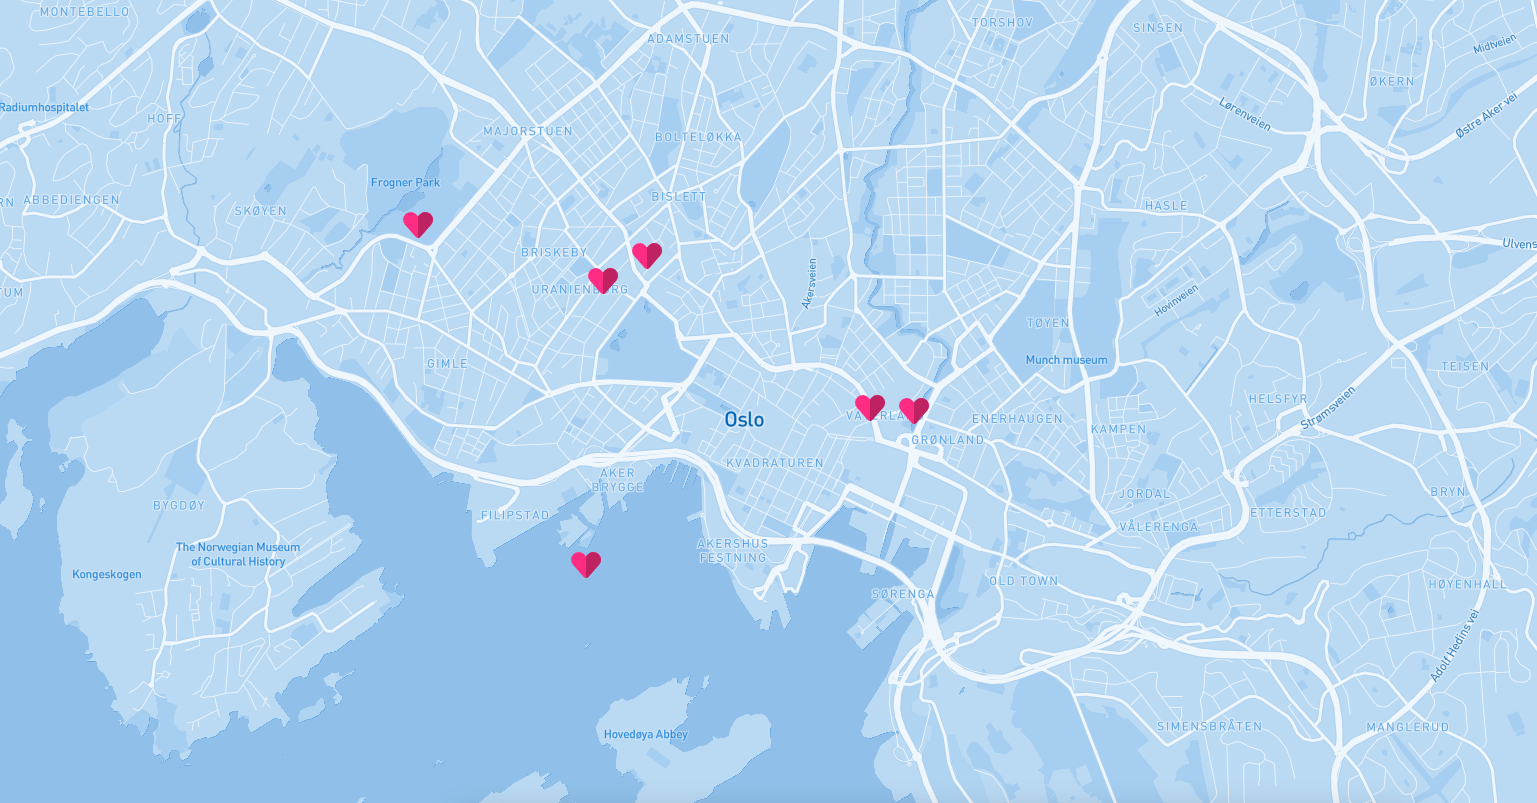 MONTEBELLO
TORSHOV
SINSEN
ADAMSTUEN
Midtveien
ØKERN
Radiumhospitalet
HOFF
Lørenveien
Østre Aker vei
MAJORSTUEN
BOLTELØKKA
Frogner Park
BISLETT
RN
ABBEDIENGEN
SKØYEN
HASLE
Ulvens
BRISKEBY
Akersveien
URANIENBORG
TUM
Hovinveien
TØYEN
Munch museum
GIMLE
TEISEN
HELSFYR
Strømsveien
Oslo
ENERHAUGEN
KAMPEN
GRØNLAND
KVADRATUREN
AKER
BRYGGE
JORDAL
BRYN
BYGDØY
FILIPSTAD
ETTERSTAD
VÅLERENGA
The Norwegian Museum
of Cultural History
AKERSHUS
FESTNING
Kongeskogen
OLD TOWN
HØYENHALL
SØRENGA
Adolf Hedins vei
SIMENSBRÅTEN
MANGLERUD
Hovedøya Abbey